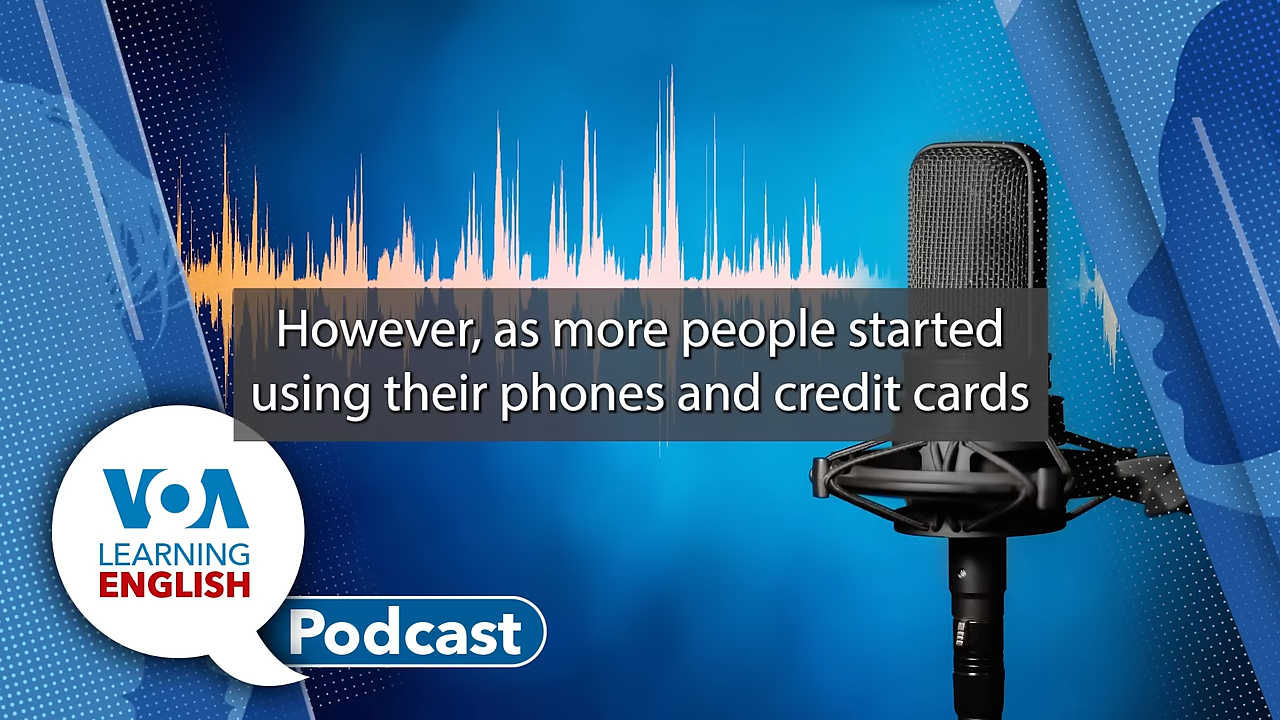 However, as more people started
using their phones and credit cards
VOA
LEARNING
ENGLISH
Podcast